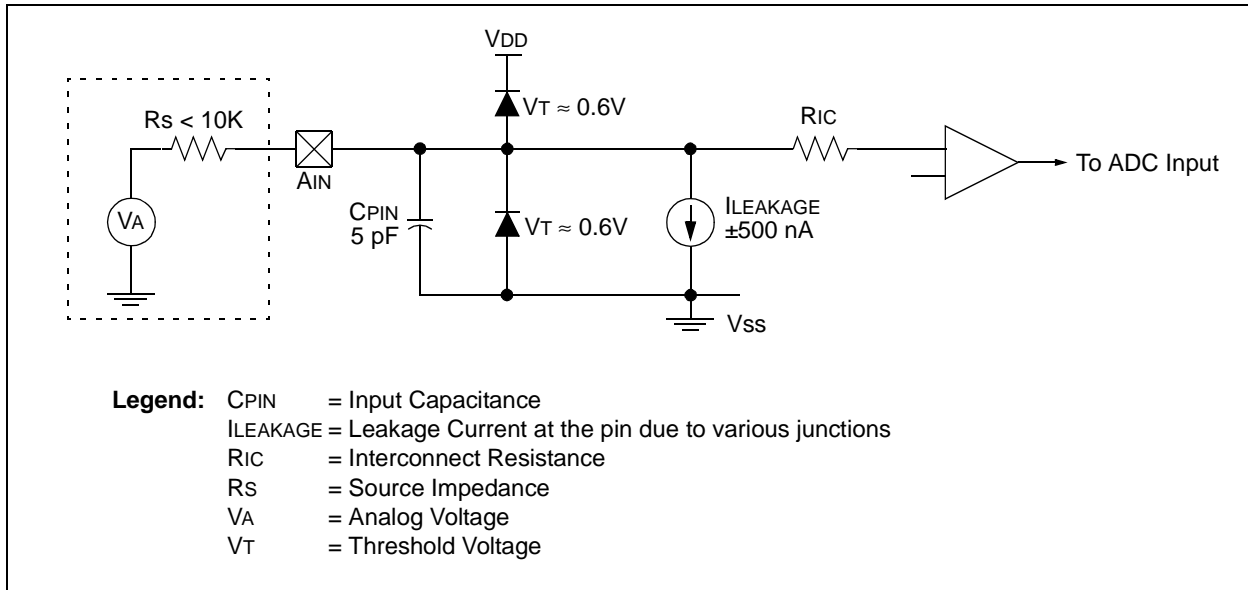 VDD
VT ≈ 0.6V
RS < 10K
RIC
AIN
To ADC Input
VA
CPIN
5 pF
VT ≈ 0.6V
ILEAKAGE
±500 nA
VSS
Legend: CPIN = Input Capacitance
ILEAKAGE = Leakage Current at the pin due to various junctions
RIC = Interconnect Resistance
RS = Source Impedance
VA = Analog Voltage
VT = Threshold Voltage